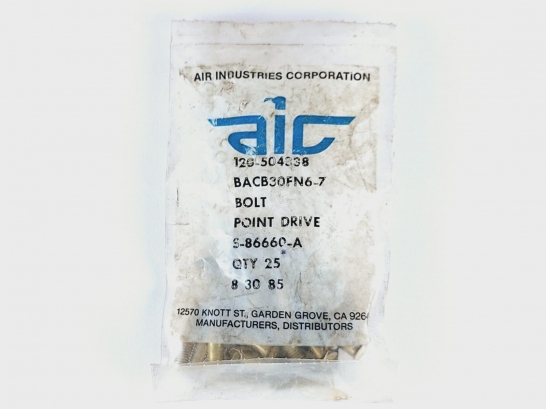 AIR INDUSTRIES CORPORATION
aic
120-504338
BACB30FN6-7
BOLT
POINT DRIVE
S-86660-A
QTY 25
8 30 85
12570 KNOTT ST., GARDEN GROVE, CA 9264
MANUFACTURERS, DISTRIBUTORS